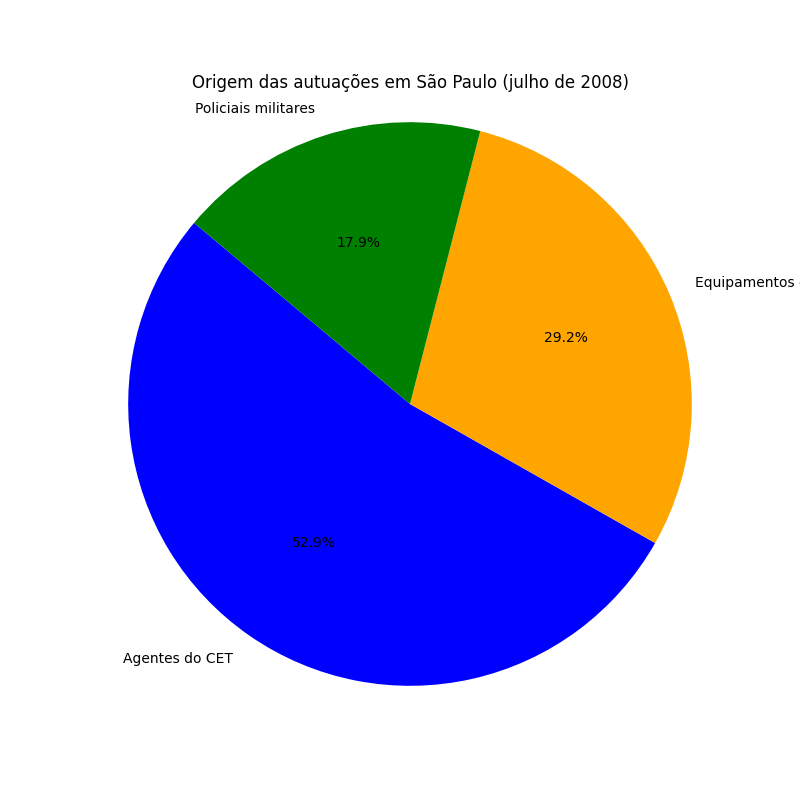 Origem das autuações em São Paulo (julho de 2008)
Policiais militares
17.9%
Equipamentos
29.2%
52.9%
Agentes do CET